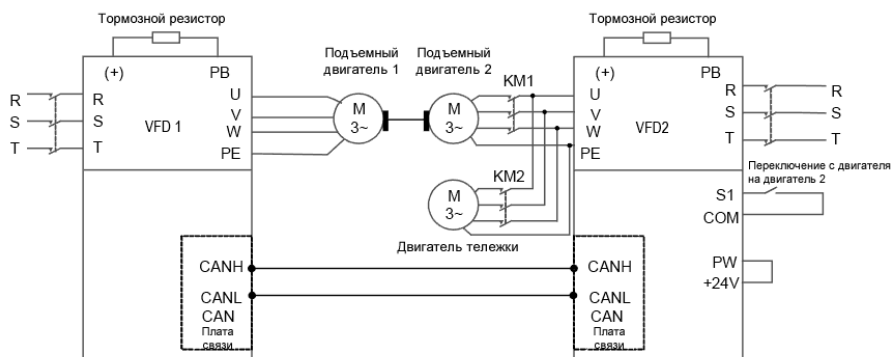 Тормозной резистор
Тормозной резистор
Подъемный двигатель 1
Подъемный двигатель 2
KM1
(+)
PB
(+)
PB
R
S
T
R
S
T
VFD 1
U
V
W
PE
M
3~
M
3~
U
V
W
PE
VFD2
R
S
T
R
S
T
KM2
M
3~
Двигатель тележки
Переключение с двигателя
на двигатель 2
S1
COM
PW
+24V
CANH
CANL
CAN
Плата
связи
CANH
CANL
CAN
Плата
связи